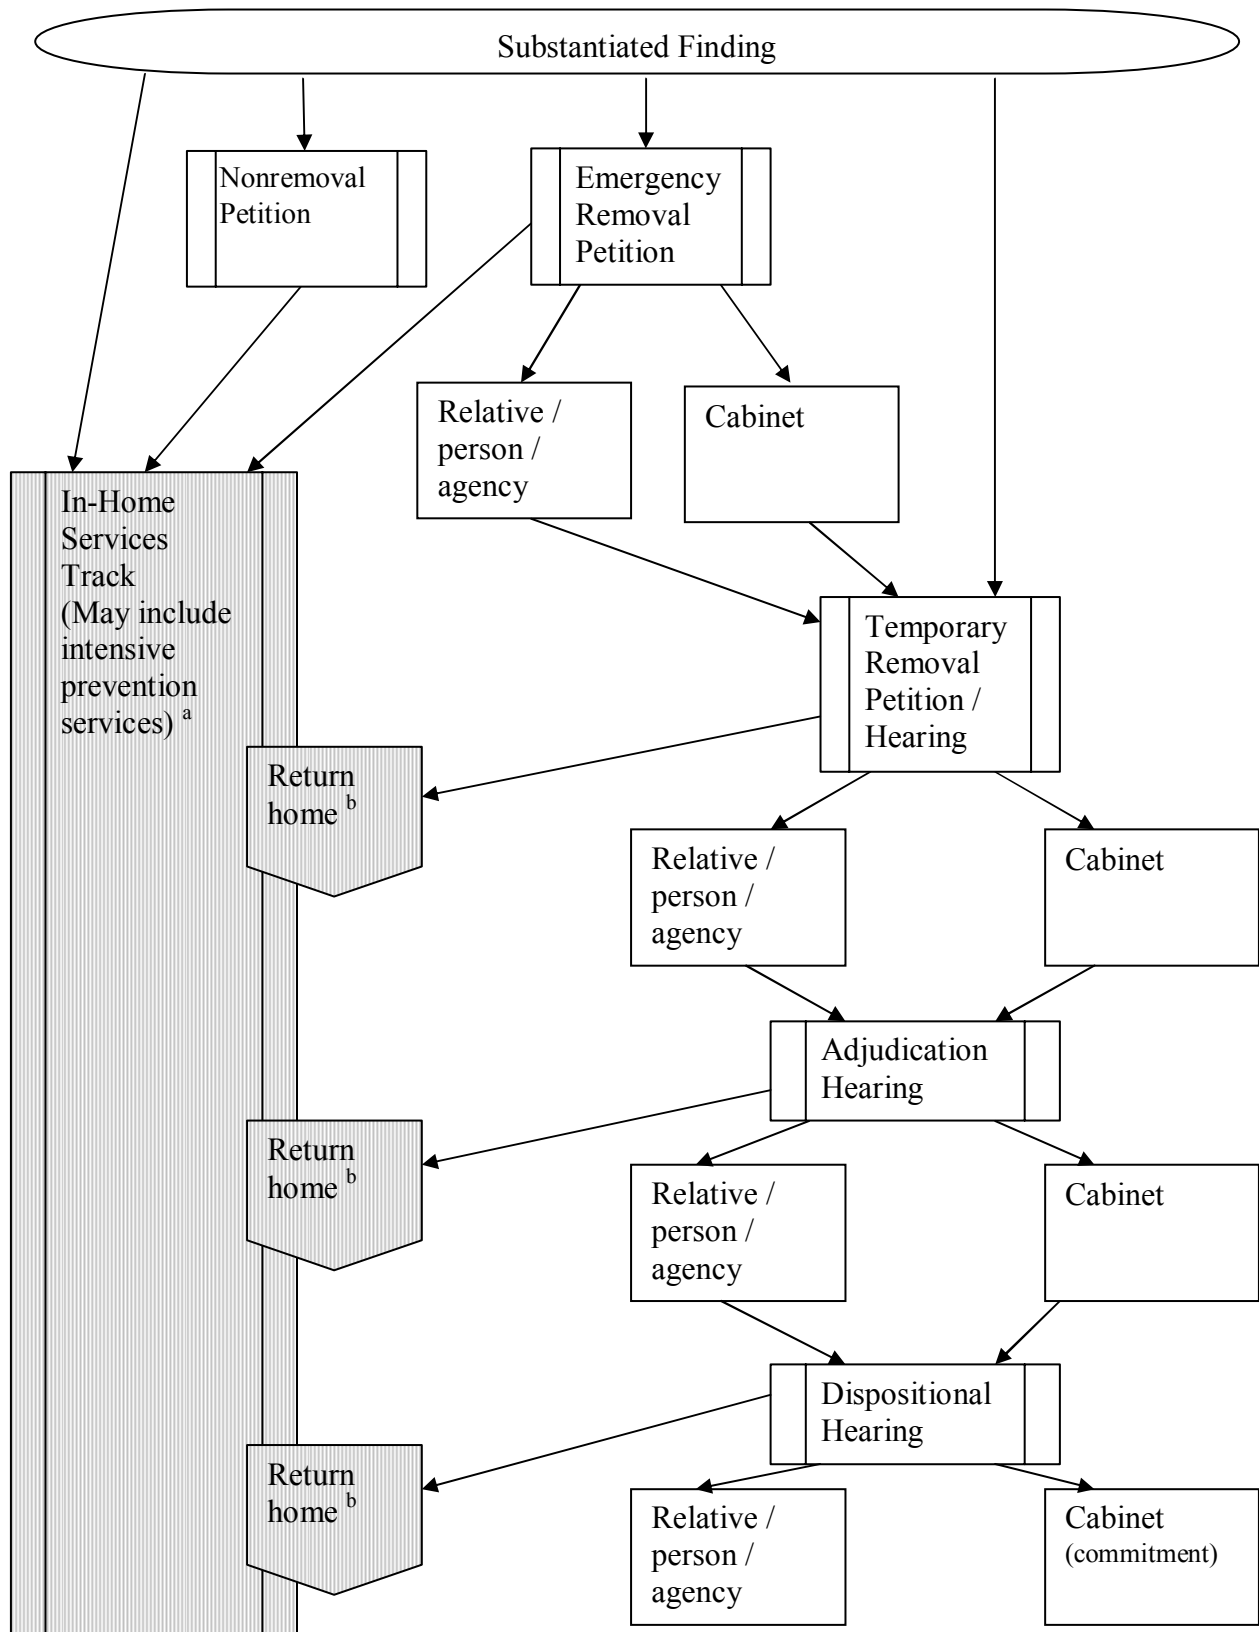 Substantiated Finding
Nonremoval
Petition
Emergency
Removal
Petition
Relative /
person /
agency
Cabinet
In-Home
Services
Track
(May include
intensive
prevention
services) a
Temporary
Removal
Petition /
Hearing
Return
home b
Relative /
person /
agency
Cabinet
Adjudication
Hearing
Return
home b
Relative /
person /
agency
Cabinet
Dispositional
Hearing
Return
home b
Relative /
person /
agency
Cabinet
(commitment)